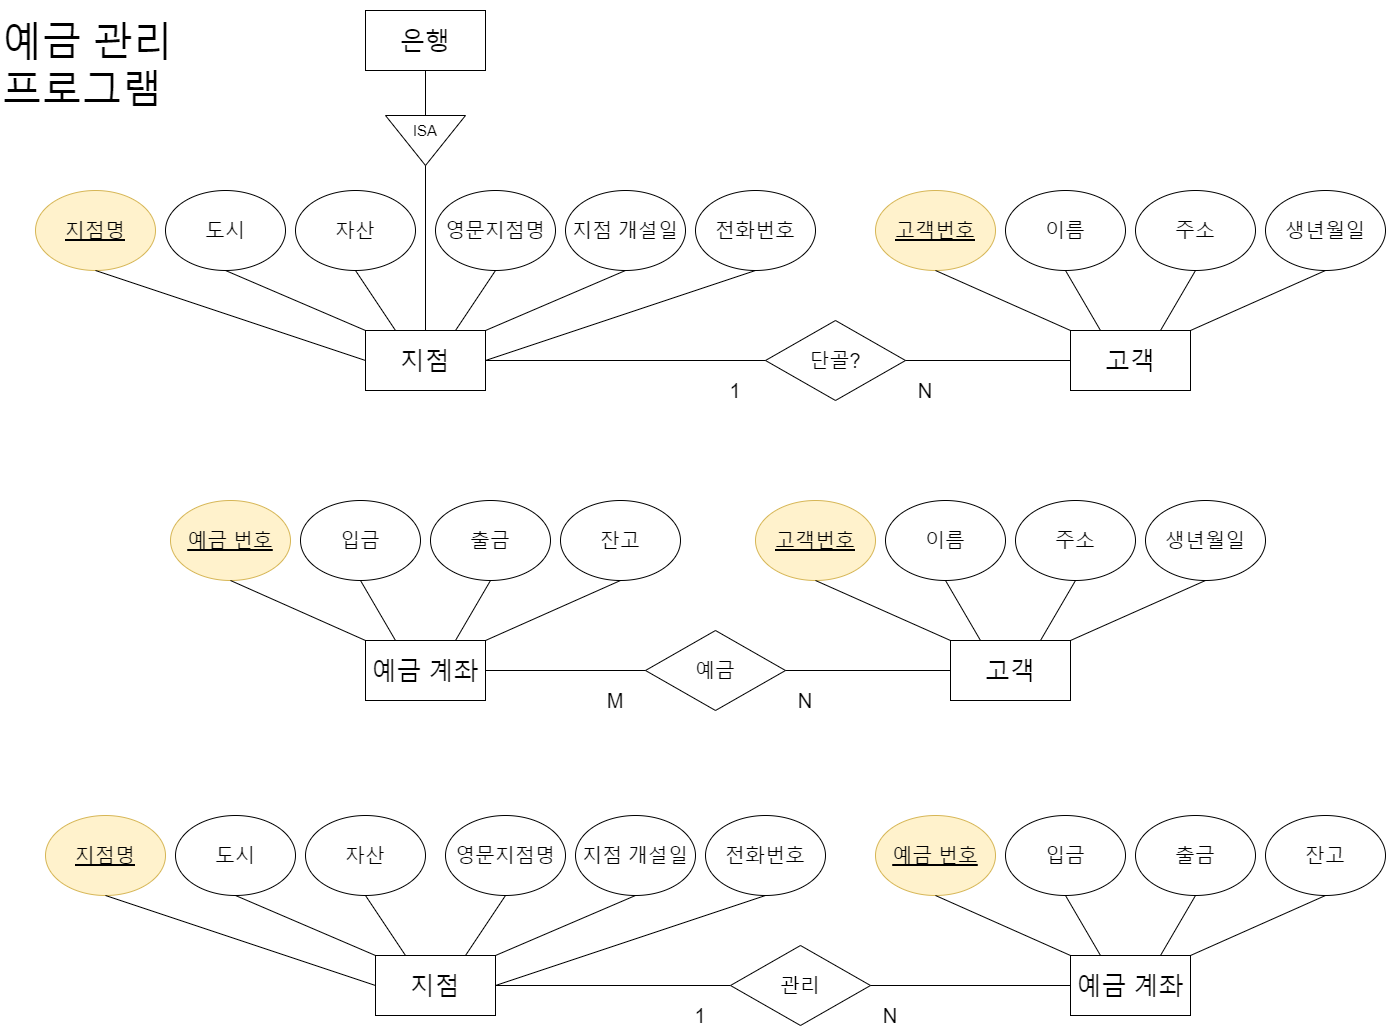 예금 관리
프로그램
은행
ISA
지점명
도시
자산
영문지점명
지점 개설일
전화번호
고객번호
이름
주소
생년월일
지점
단골?
고객
1
N
예금 번호
입금
출금
잔고
고객번호
이름
주소
생년월일
예금 계좌
예금
고객
M
N
지점명
도시
자산
영문지점명
지점 개설일
전화번호
예금 번호
입금
출금
잔고
지점
관리
예금 계좌
1
N